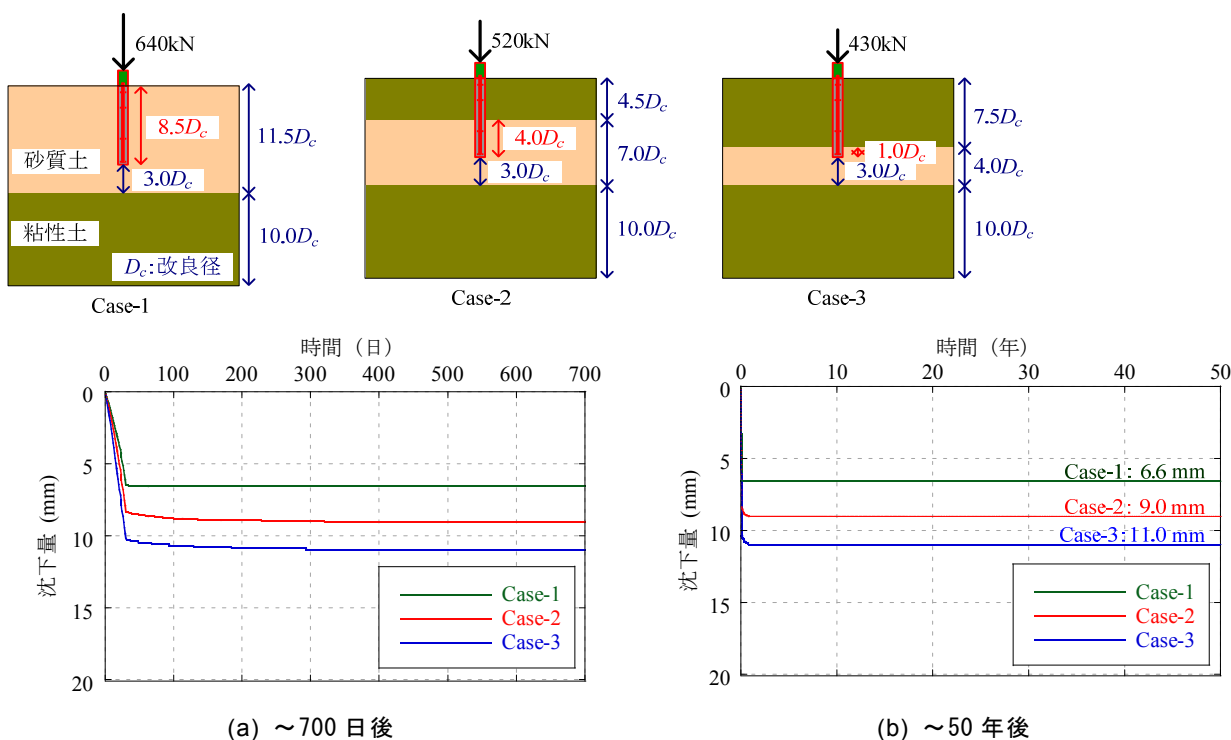 640kN
8.5Dc
11.5Dc
砂質土
3.0Dc
粘性土
10.0Dc
Dc:改良径
Case-1
520kN
4.5Dc
4.0Dc
7.0Dc
3.0Dc
10.0Dc
Case-2
430kN
7.5Dc
1.0Dc
4.0Dc
3.0Dc
10.0Dc
Case-3
時間 (日)
0 100 200 300 400 500 600 700
沈下量 (mm)
0
5
10
15
20
Case-1
Case-2
Case-3
(a) ～700 日後
時間 (年)
0 10 20 30 40 50
沈下量 (mm)
0
5
10
15
20
Case-1: 6.6 mm
Case-2: 9.0 mm
Case-3:11.0 mm
Case-1
Case-2
Case-3
(b) ～50 年後